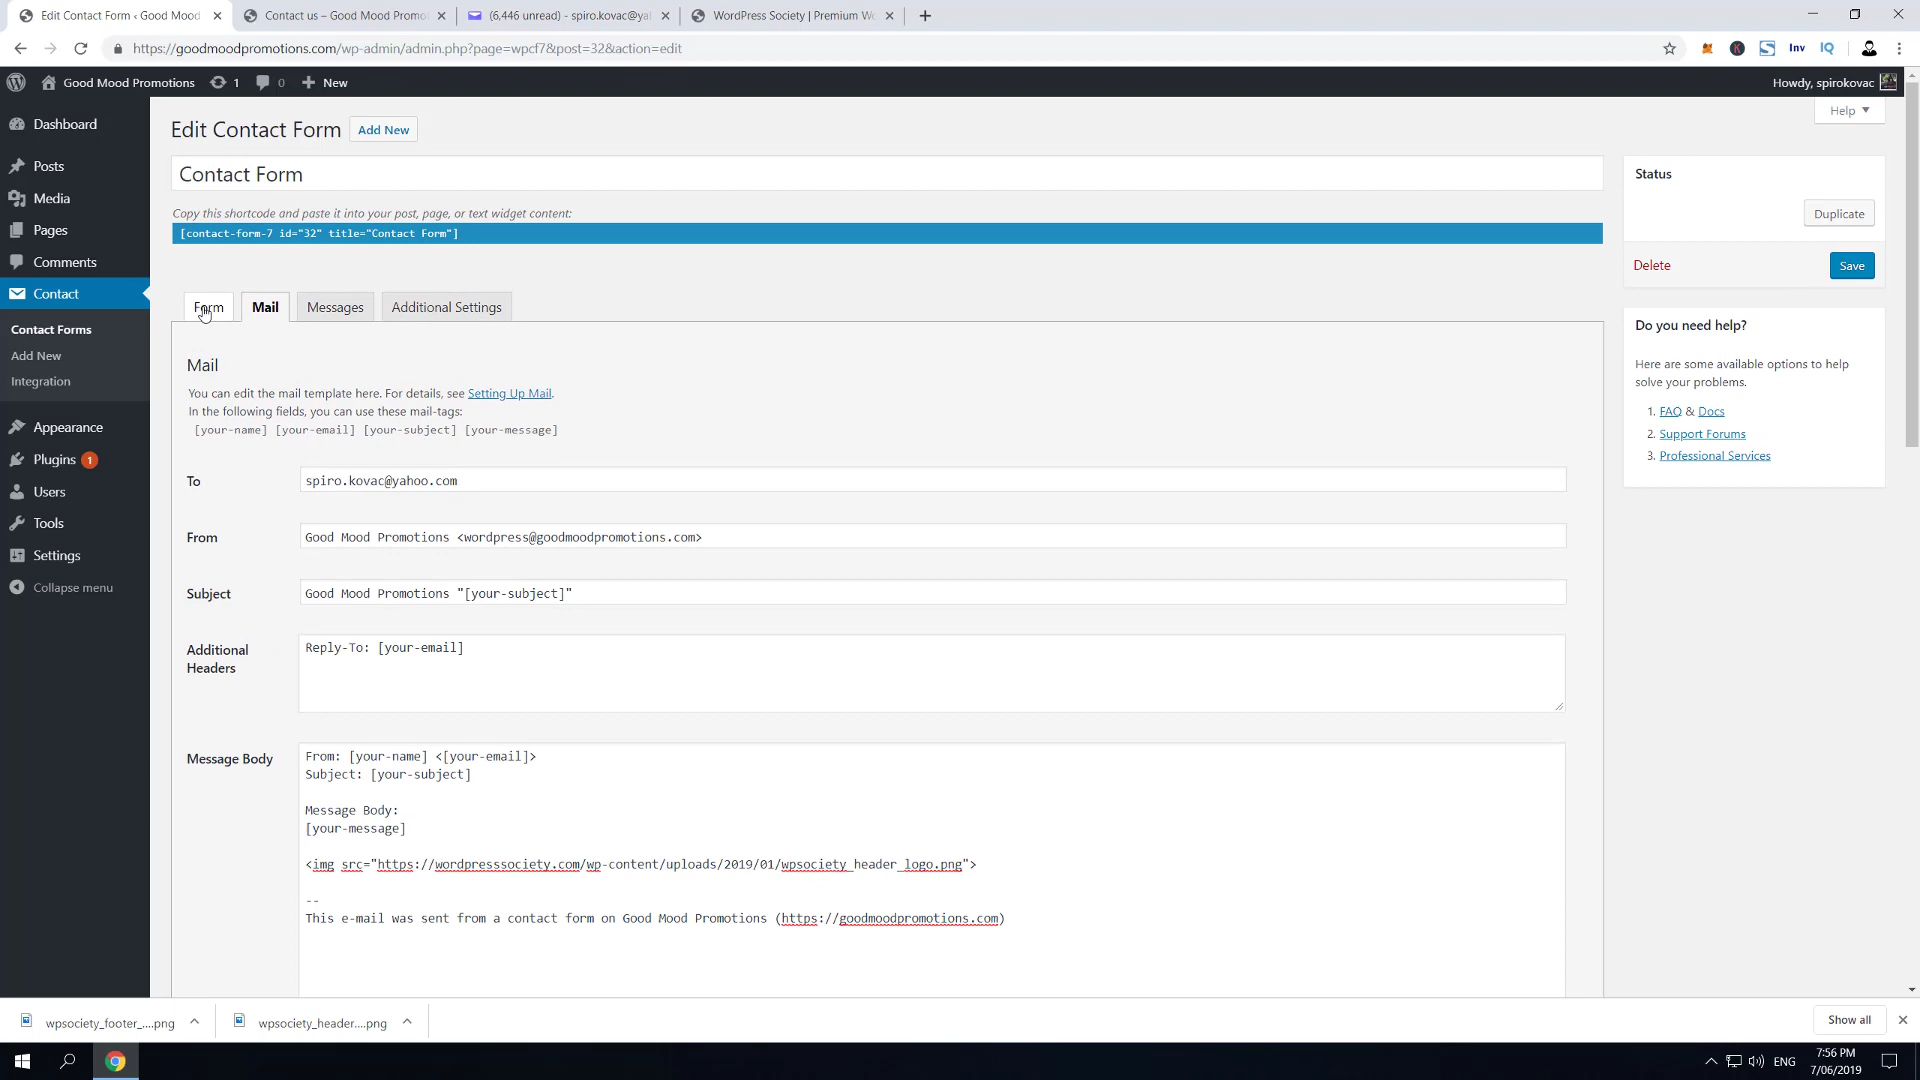 Edit Contact Form ‹ Good Mood
Contact us – Good Mood Promot
(6,446 unread) - spiro.kovac@ya
WordPress Society | Premium Wo
https://goodmoodpromotions.com/wp-admin/admin.php?page=wpcf7&post=32&action=edit
Inv
IQ
Good Mood Promotions
1
0
New
Howdy, spirokovac
Help
Dashboard
Posts
Media
Pages
Comments
Contact
Contact Forms
Add New
Integration
Appearance
Plugins 1
Users
Tools
Settings
Collapse menu
Edit Contact Form
Add New
Contact Form
Copy this shortcode and paste it into your post, page, or text widget content:
[contact-form-7 id="32" title="Contact Form"]
Form
Mail
Messages
Additional Settings
Mail
You can edit the mail template here. For details, see Setting Up Mail.
In the following fields, you can use these mail-tags:
[your-name] [your-email] [your-subject] [your-message]
To
spiro.kovac@yahoo.com
From
Good Mood Promotions <wordpress@goodmoodpromotions.com>
Subject
Good Mood Promotions "[your-subject]"
Additional
Headers
Reply-To: [your-email]
Message Body
From: [your-name] <[your-email]>
Subject: [your-subject]
Message Body:
[your-message]
<img src="https://wordpresssociety.com/wp-content/uploads/2019/01/wpsociety_header_logo.png">
--
This e-mail was sent from a contact form on Good Mood Promotions (https://goodmoodpromotions.com)
Status
Duplicate
Delete
Save
Do you need help?
Here are some available options to help
solve your problems.
1. FAQ & Docs
2. Support Forums
3. Professional Services
wpsociety_footer_....png
wpsociety_header....png
Show all
ENG
7:56 PM
7/06/2019